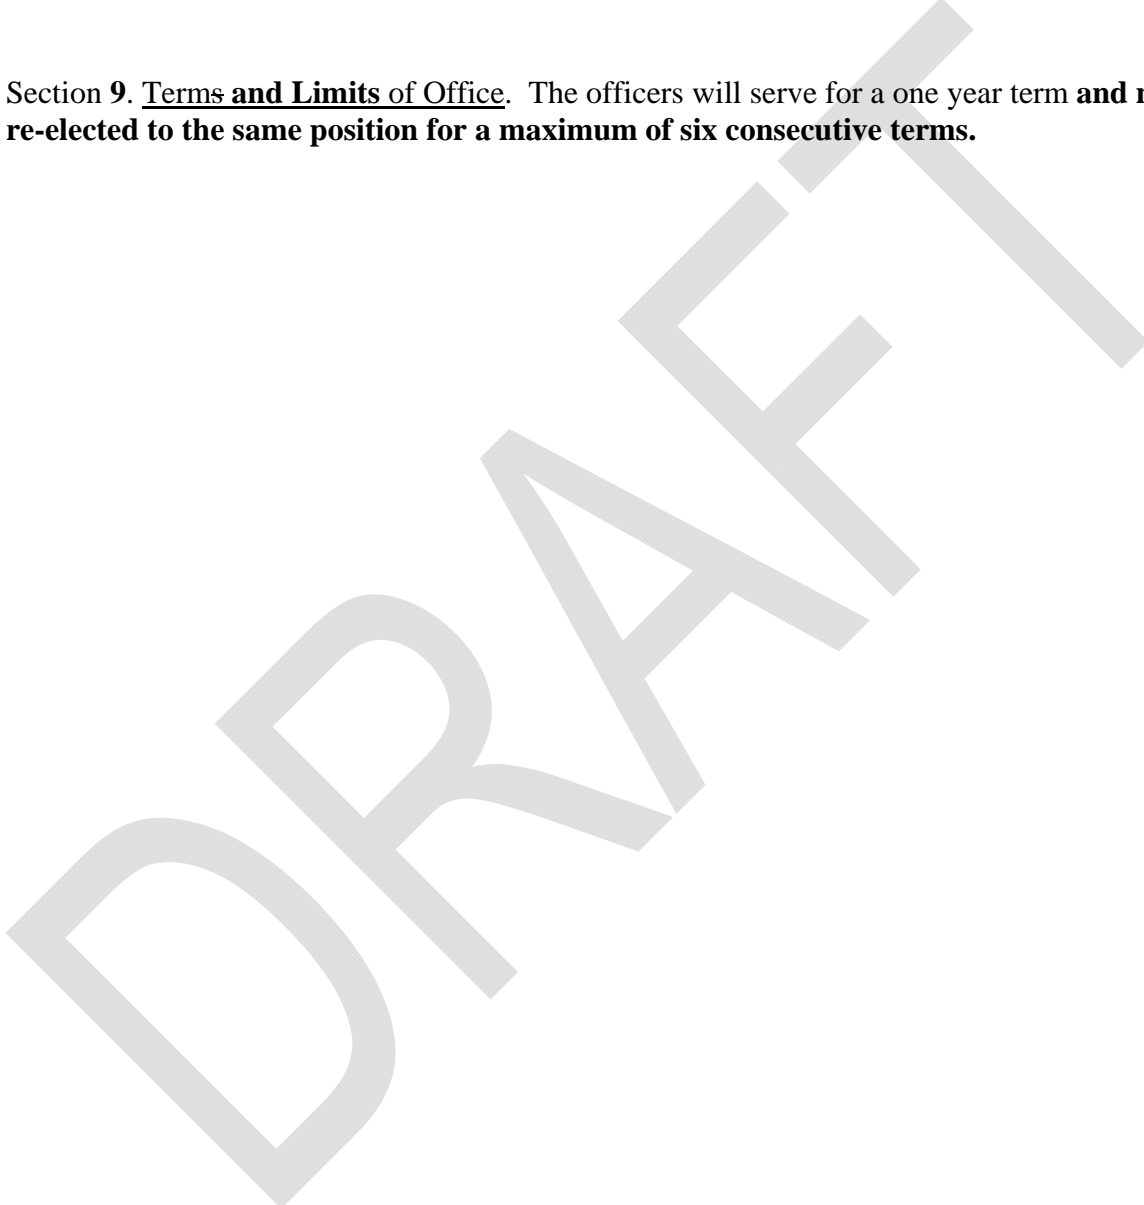 Section 9. Terms and Limits of Office. The officers will serve for a one year term and
re-elected to the same position for a maximum of six consecutive terms.
DRAFT